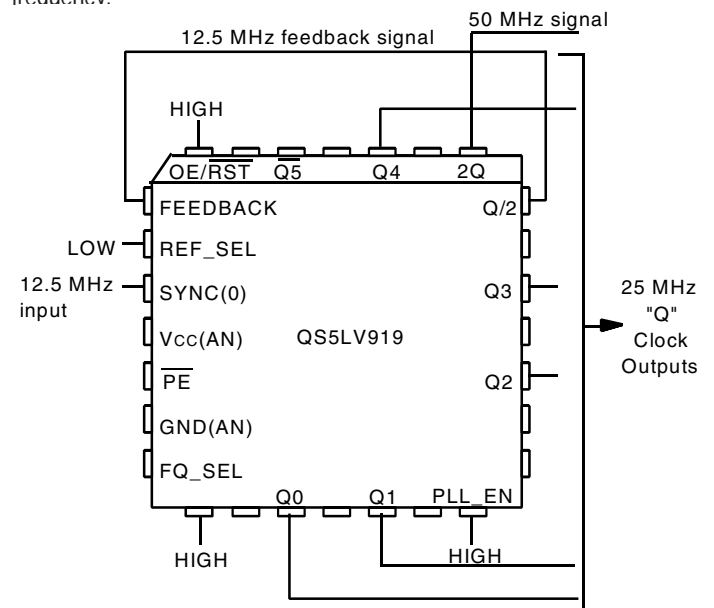 frequency.
50 MHz signal
12.5 MHz feedback signal
HIGH
OE/RST Q5 Q4 2Q
FEEDBACK Q/2
LOW REF_SEL
12.5 MHz input SYNC(0) Q3
25 MHz
"Q"
Clock
Outputs
VCC(AN) QS5LV919
PE Q2
GND(AN)
FQ_SEL
Q0 Q1 PLL_EN
HIGH HIGH